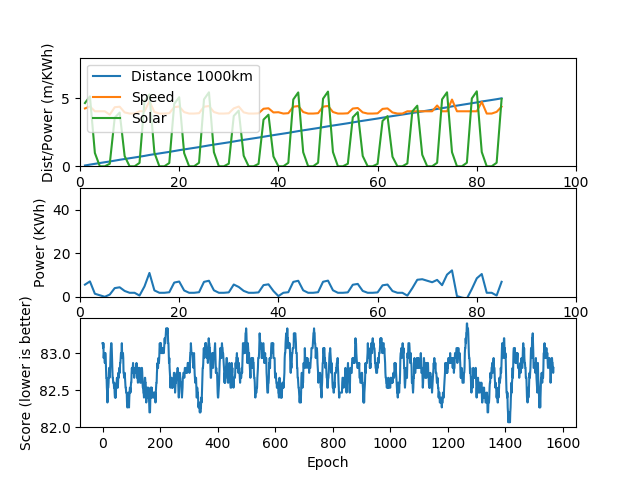 Dist/Power (m/KWh)
5
0
Distance 1000km
Speed
Solar
0 20 40 60 80 100
Power (KWh)
40
20
0
0 20 40 60 80 100
Score (lower is better)
83.0
82.5
82.0
0 200 400 600 800 1000 1200 1400 1600
Epoch